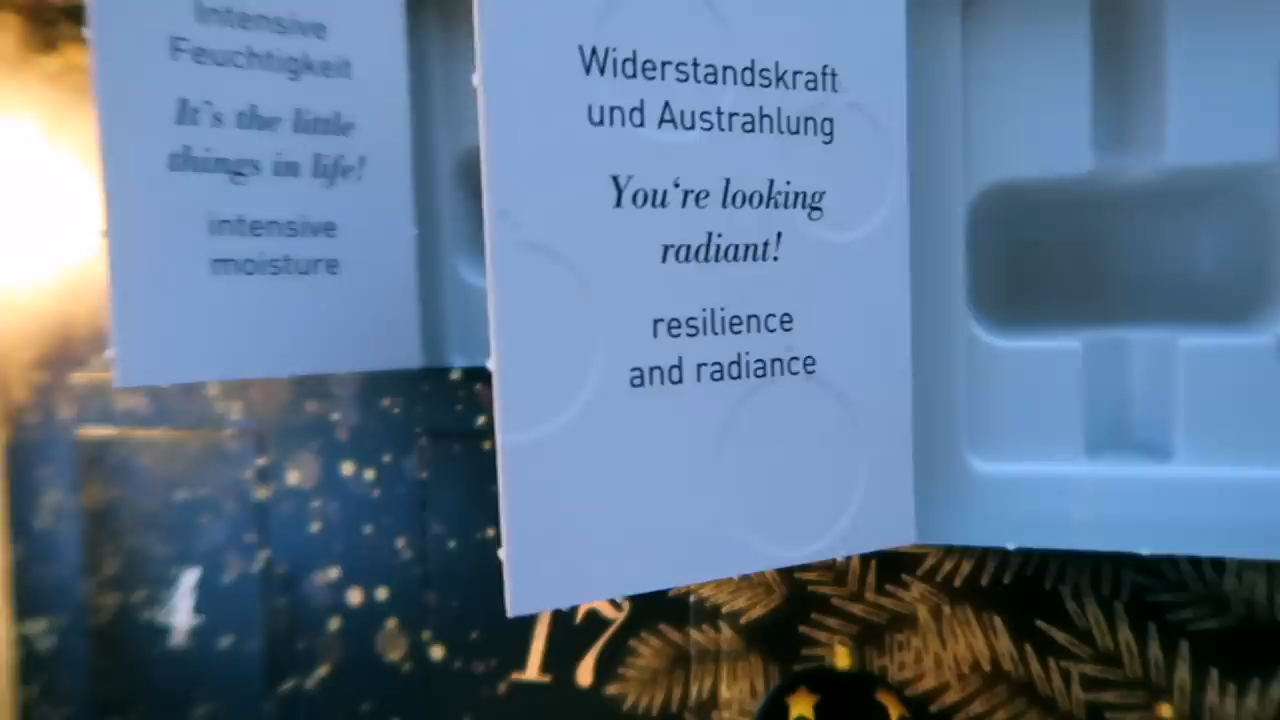 Intensive
Feuchtigkeit
It's the little
things in life!
intensive
moisture
Widerstandskraft
und Austrahlung
You‘re looking
radiant!
resilience
and radiance
4
17